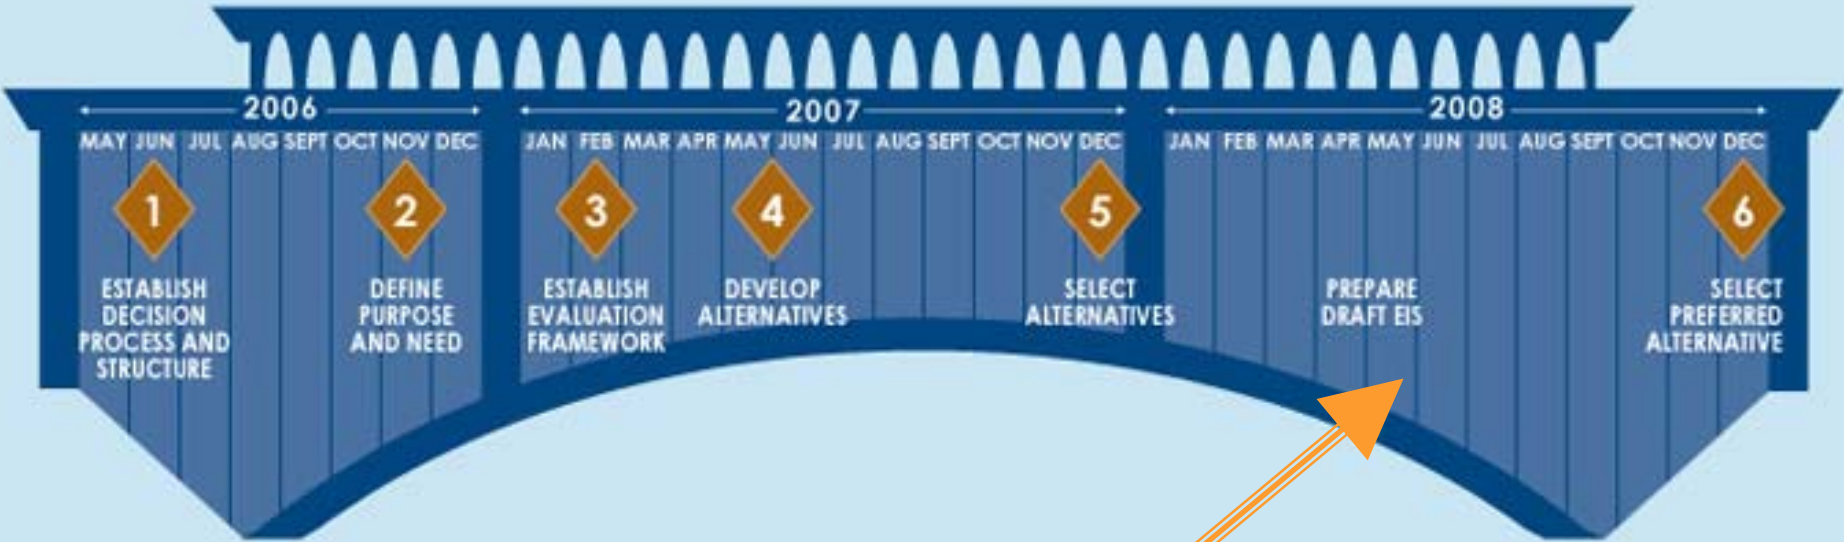 2006 2007 2008
MAY JUN JUL AUG SEPT OCT NOV DEC JAN FEB MAR APR MAY JUN JUL AUG SEPT OCT NOV DEC JAN FEB MAR APR MAY JUN JUL AUG SEPT OCT NOV DEC
1
ESTABLISH
DECISION
PROCESS AND
STRUCTURE
2
DEFINE
PURPOSE
AND NEED
3
ESTABLISH
EVALUATION
FRAMEWORK
4
DEVELOP
ALTERNATIVES
5
SELECT
ALTERNATIVES
PREPARE
DRAFT EIS
6
SELECT
PREFERRED
ALTERNATIVE